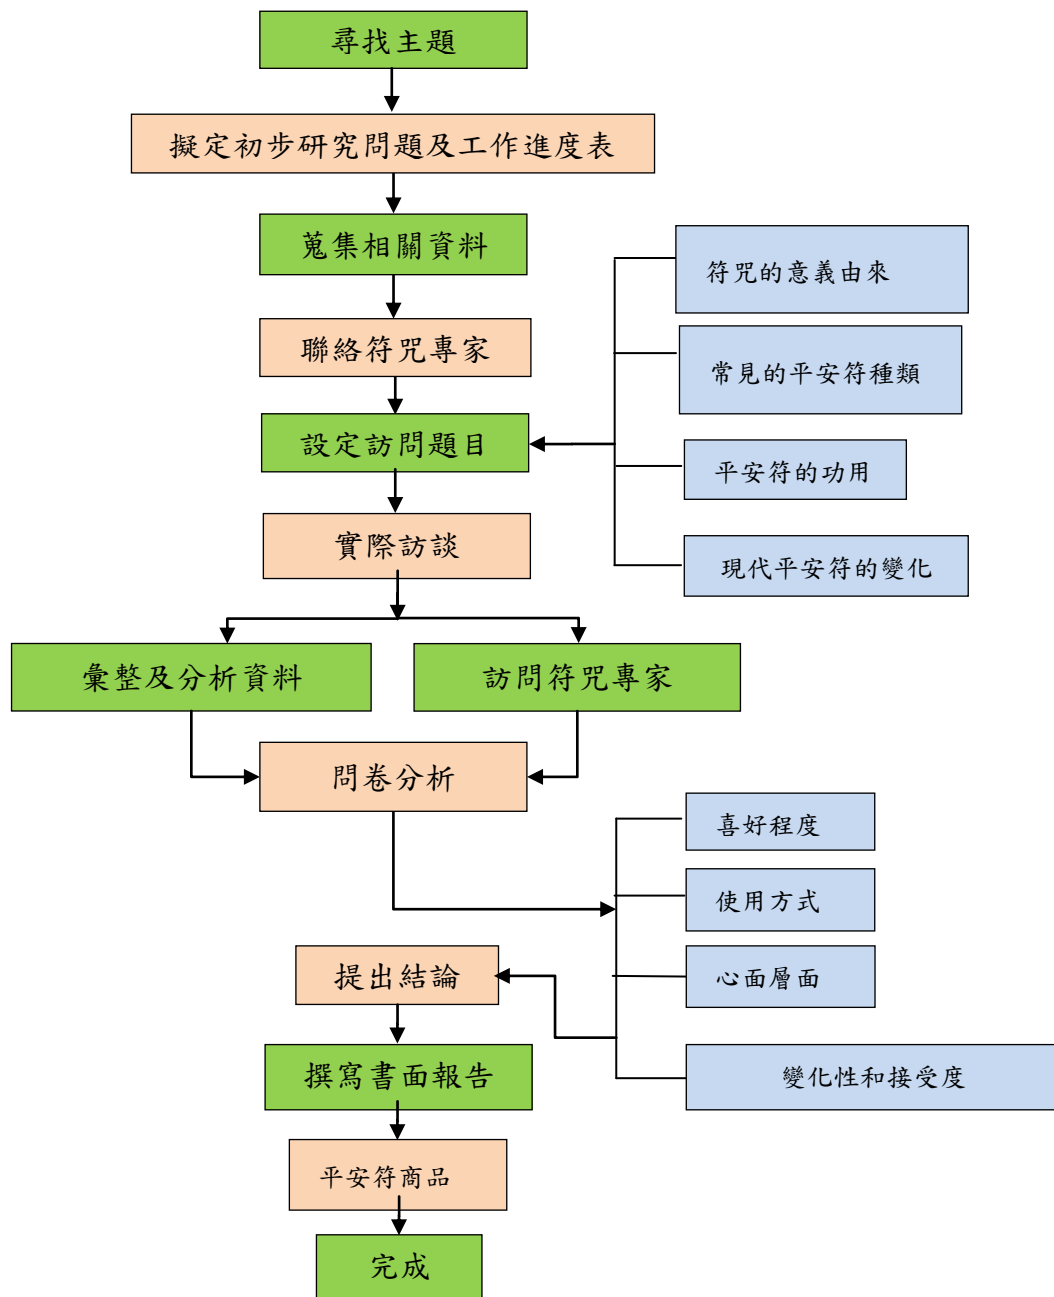 尋找主題
擬定初步研究問題及工作進度表
蒐集相關資料
符咒的意義由來
聯絡符咒專家
常見的平安符種類
設定訪問題目
平安符的功用
實際訪談
現代平安符的變化
彙整及分析資料
訪問符咒專家
問卷分析
喜好程度
使用方式
提出結論
心面層面
撰寫書面報告
變化性和接受度
平安符商品
完成